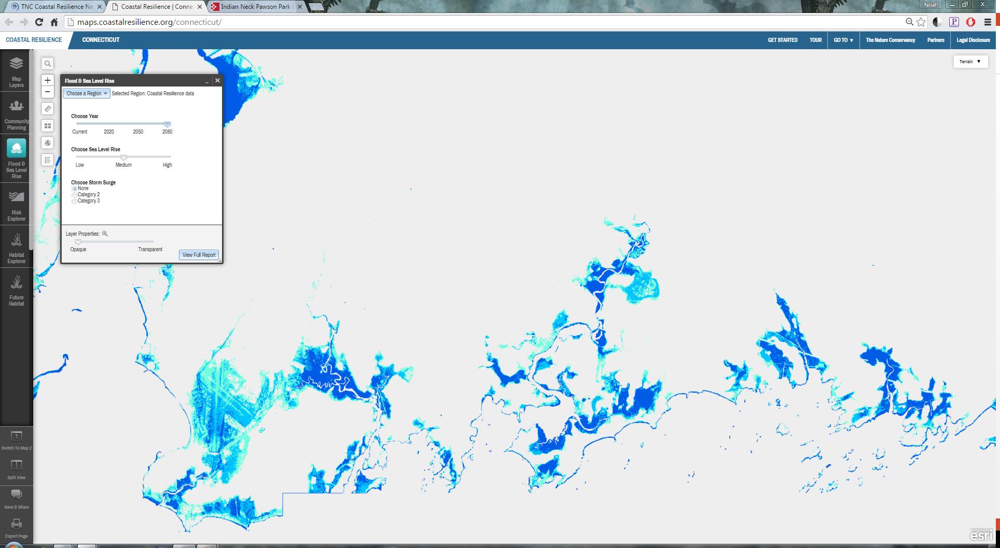 TNC Coastal Resilience Ne
Coastal Resilience | Conne
Indian Neck Pawson Park
Noah
maps.coastalresilience.org/connecticut/
COASTAL RESILIENCE
CONNECTICUT
GET STARTED
TOUR
GO TO ▼
The Nature Conservancy
Partners
Legal Disclosure
Map
Layers
Community
Planning
Flood &
Sea Level
Rise
Risk
Explorer
Habitat
Explorer
Future
Habitat
1
Switch To Map 2
Split View
Save & Share
Export Page
Terrain ▼
Flood & Sea Level Rise
Choose a Region
Selected Region: Coastal Resilience data
Choose Year
Current 2020 2050 2080
Choose Sea Level Rise
Low Medium High
Choose Storm Surge
None
Category 2
Category 3
Layer Properties:
Opaque Transparent
View Full Report
POWERED BY
esri